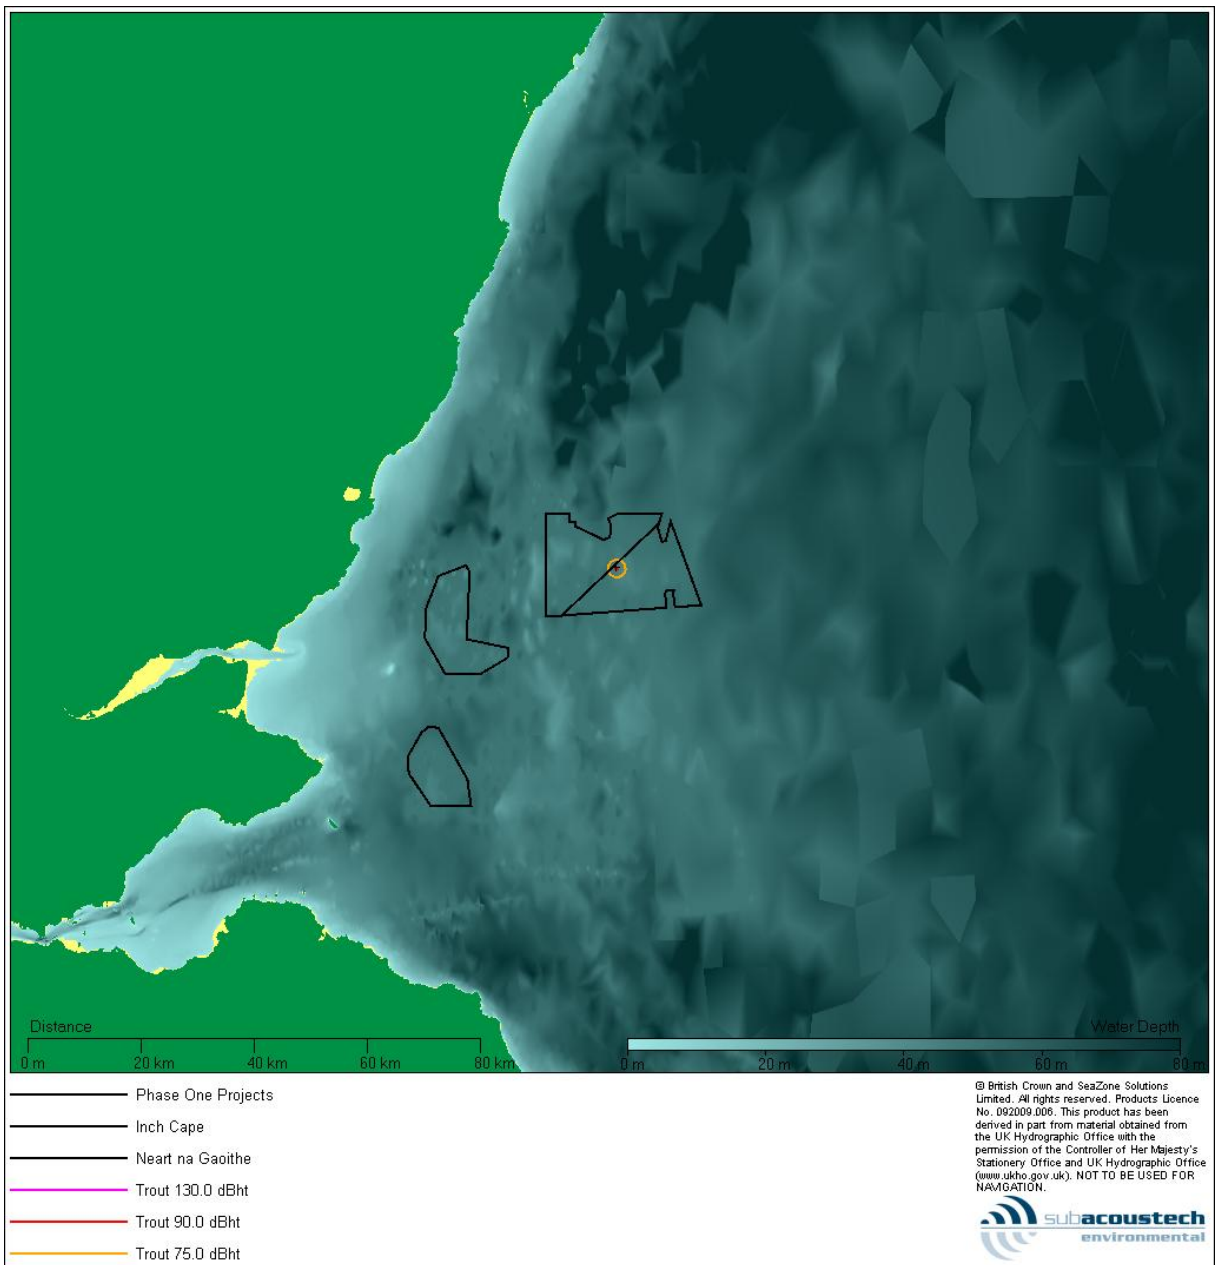 Distance
0 m 20 km 40 km 60 km 80 km
Water Depth
0 m 20 m 40 m 60 m 80 m
Phase One Projects
Inch Cape
Neart na Gaoithe
Trout 130.0 dBht
Trout 90.0 dBht
Trout 75.0 dBht
© British Crown and SeaZone Solutions
Limited. All rights reserved. Products Licence
No. 092009.006. This product has been
derived in part from material obtained from
the UK Hydrographic Office with the
permission of the Controller of Her Majesty's
Stationery Office and UK Hydrographic Office
(www.ukho.gov.uk). NOT TO BE USED FOR
NAVIGATION.
subacoustech
environmental